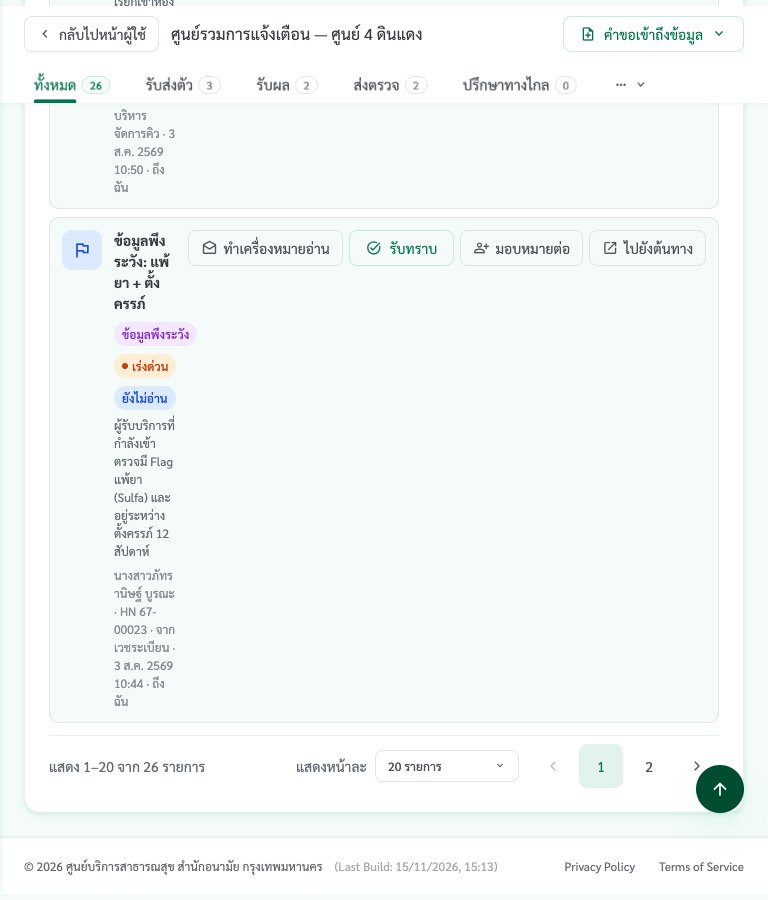 กลับไปหน้าผู้ใช้
ศูนย์รวมการแจ้งเตือน — ศูนย์ 4 ดินแดง
คำขอเข้าถึงข้อมูล
ทั้งหมด 26
รับส่งตัว 3
รับผล 2
ส่งตรวจ 2
ปรึกษาทางไกล 0
บริหาร
จัดการคิว · 3
ส.ค. 2569
10:50 · ถึง
ฉัน
ข้อมูลพึง
ระวัง: แพ้
ยา + ตั้ง
ครรภ์
ทำเครื่องหมายอ่าน
รับทราบ
มอบหมายต่อ
ไปยังต้นทาง
ข้อมูลพึงระวัง
เร่งด่วน
ยังไม่อ่าน
ผู้รับบริการที่
กำลังเข้า
ตรวจมี Flag
แพ้ยา
(Sulfa) และ
อยู่ระหว่าง
ตั้งครรภ์ 12
สัปดาห์
นางสาวภัทร
านิษฐ์ บูรณะ
· HN 67-
00023 · จาก
เวชระเบียน ·
3 ส.ค. 2569
10:44 · ถึง
ฉัน
แสดง 1–20 จาก 26 รายการ
แสดงหน้าละ
20 รายการ
1
2
© 2026 ศูนย์บริการสาธารณสุข สำนักอนามัย กรุงเทพมหานคร
(Last Build: 15/11/2026, 15:13)
Privacy Policy
Terms of Service